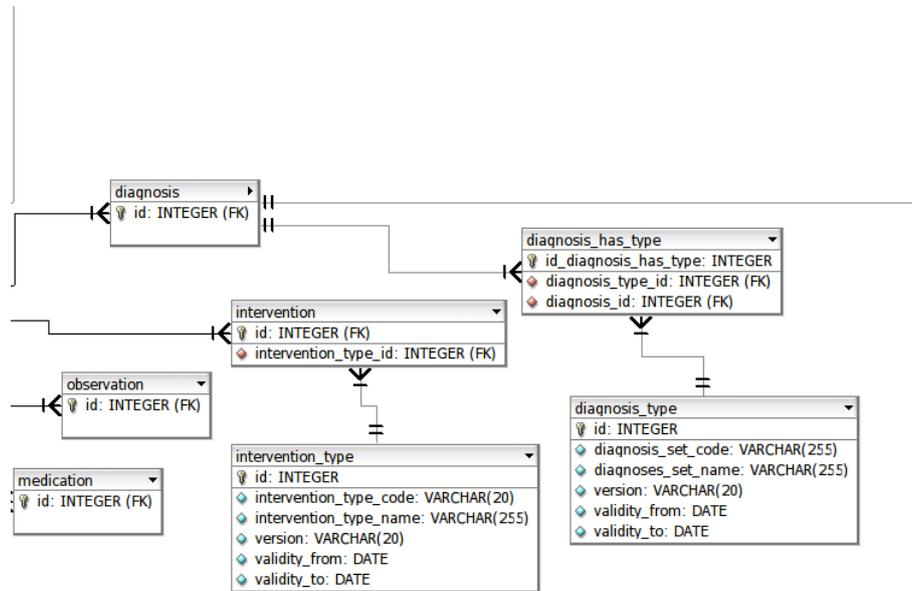 diagnosis
id: INTEGER (FK)
diagnosis_has_type
id_diagnosis_has_type: INTEGER
diagnosis_type_id: INTEGER (FK)
diagnosis_id: INTEGER (FK)
intervention
id: INTEGER (FK)
intervention_type_id: INTEGER (FK)
observation
id: INTEGER (FK)
diagnosis_type
id: INTEGER
diagnosis_set_code: VARCHAR(255)
diagnoses_set_name: VARCHAR(255)
version: VARCHAR(20)
validity_from: DATE
validity_to: DATE
intervention_type
id: INTEGER
intervention_type_code: VARCHAR(20)
intervention_type_name: VARCHAR(255)
version: VARCHAR(20)
validity_from: DATE
validity_to: DATE
medication
id: INTEGER (FK)